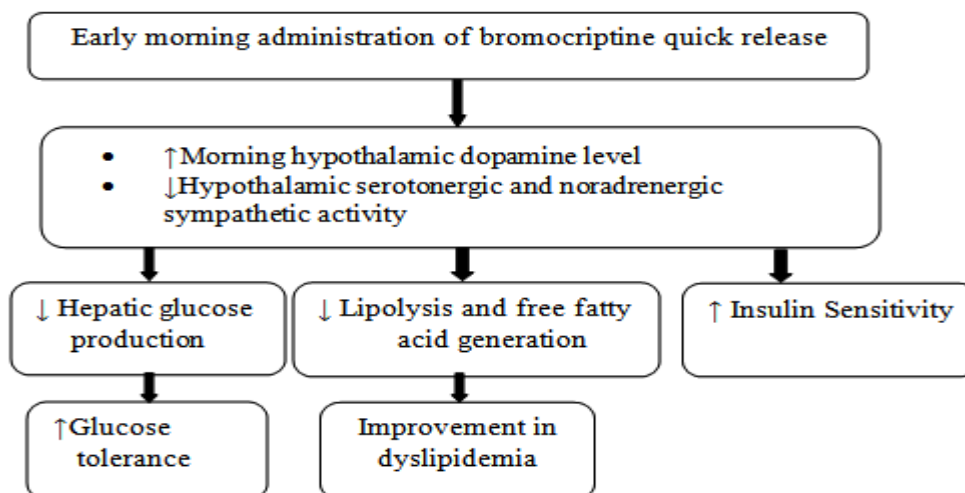 Early morning administration of bromocriptine quick release
• ↑Morning hypothalamic dopamine level
• ↓Hypothalamic serotonergic and noradrenergic
sympathetic activity
↓ Hepatic glucose
production
↓ Lipolysis and free fatty
acid generation
↑ Insulin Sensitivity
↑Glucose
tolerance
Improvement in
dyslipidemia